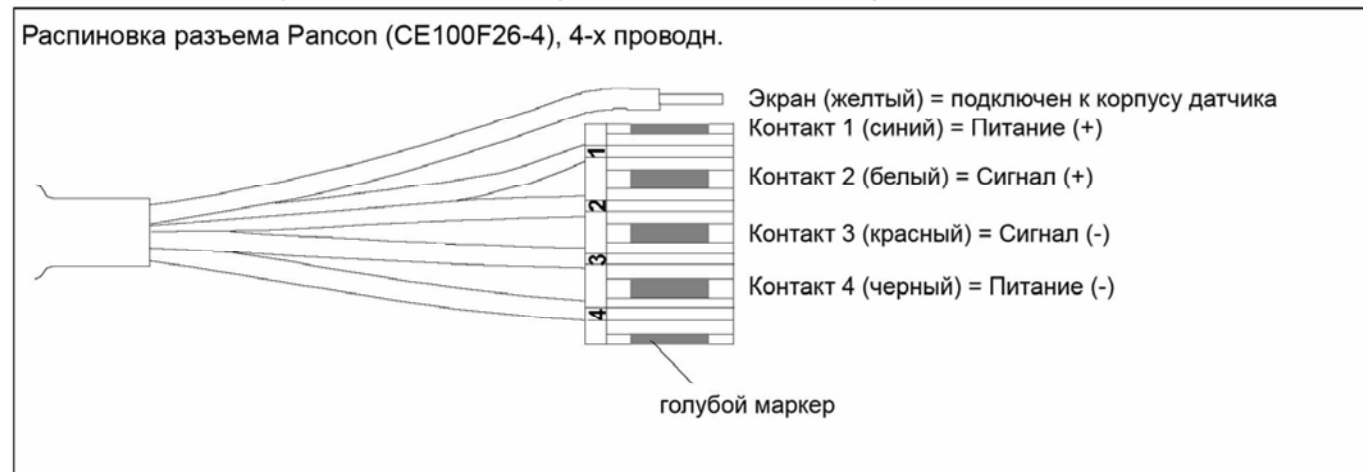 Распиновка разъема Pancon (CE100F26-4), 4-х проводн.
Экран (желтый) = подключен к корпусу датчика
Контакт 1 (синий) = Питание (+)
1
Контакт 2 (белый) = Сигнал (+)
2
Контакт 3 (красный) = Сигнал (-)
3
Контакт 4 (черный) = Питание (-)
4
голубой маркер